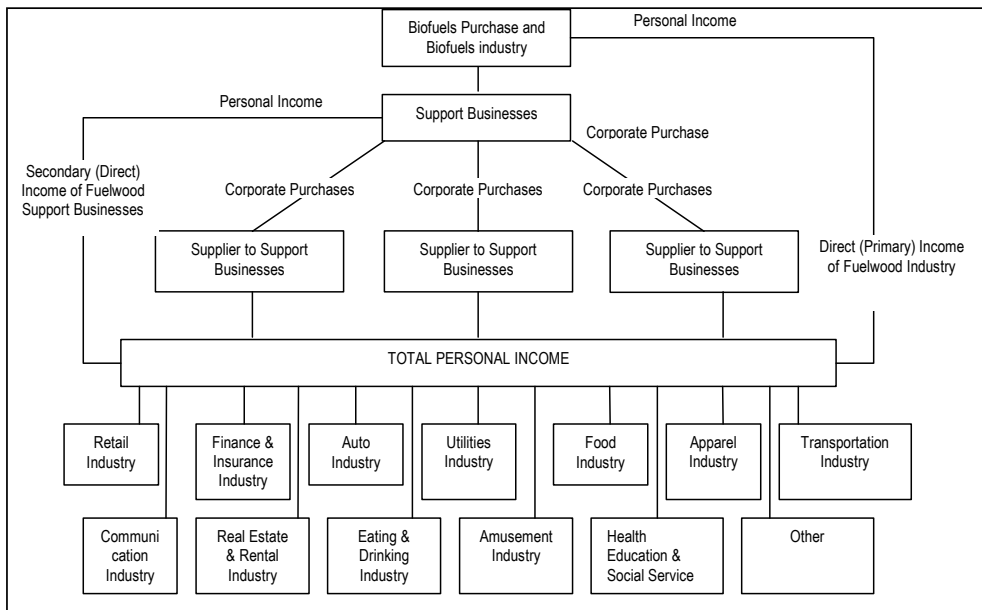 Personal Income
Biofuels Purchase and
Biofuels industry
Personal Income
Support Businesses
Corporate Purchase
Secondary (Direct)
Income of Fuelwood
Support Businesses
Corporate Purchases
Corporate Purchases
Corporate Purchases
Supplier to Support
Businesses
Supplier to Support
Businesses
Supplier to Support
Businesses
Direct (Primary) Income
of Fuelwood Industry
TOTAL PERSONAL INCOME
Retail
Industry
Finance &
Insurance
Industry
Auto
Industry
Utilities
Industry
Food
Industry
Apparel
Industry
Transportation
Industry
Communi
cation
Industry
Real Estate
& Rental
Industry
Eating &
Drinking
Industry
Amusement
Industry
Health
Education &
Social Service
Other